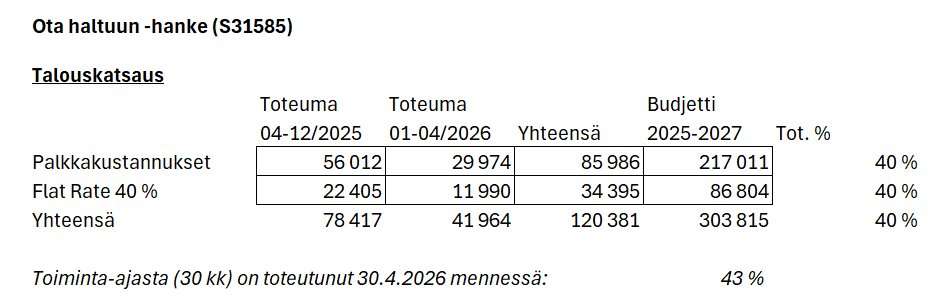 Ota haltuun -hanke (S31585)
Talouskatsaus
Toteuma Toteuma Budjetti
04-12/2025 01-04/2026 Yhteensä 2025-2027 Tot. %
Palkkakustannukset 56 012 29 974 85 986 217 011 40 %
Flat Rate 40 % 22 405 11 990 34 395 86 804 40 %
Yhteensä 78 417 41 964 120 381 303 815 40 %
Toiminta-ajasta (30 kk) on toteutunut 30.4.2026 mennessä: 43 %